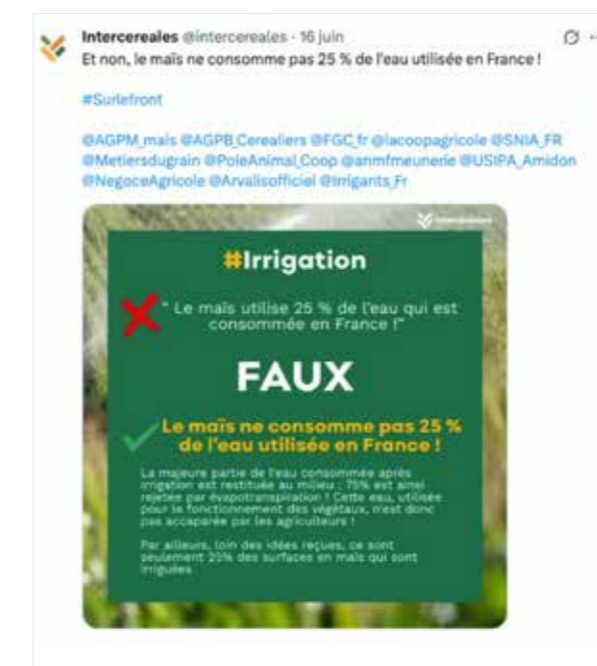 Intercereales @intercereales · 16 juin
Et non, le maïs ne consomme pas 25 % de l'eau utilisée en France !
#Surlefront
@AGPM_mais @AGPB_Cerealiers @FGC_fr @lacoopagricole @SNIA_FR
@Metiersdugrain @PoleAnimal_Coop @anmfmeunerie @USIPA_Amidon
@NegoceAgricole @Arvalisofficiel @Irrigants_Fr
#Irrigation
" Le maïs utilise 25 % de l'eau qui est
consommée en France !"
FAUX
Le maïs ne consomme pas 25 %
de l'eau utilisée en France !
La majeure partie de l'eau consommée après
irrigation est restituée au milieu : 75% est ainsi
rejetée par évapotranspiration ! Cette eau, utilisée
pour le fonctionnement des végétaux, n'est donc
pas accaparée par les agriculteurs !
Par ailleurs, loin des idées reçues, ce sont
seulement 25% des surfaces en maïs qui sont
irriguées